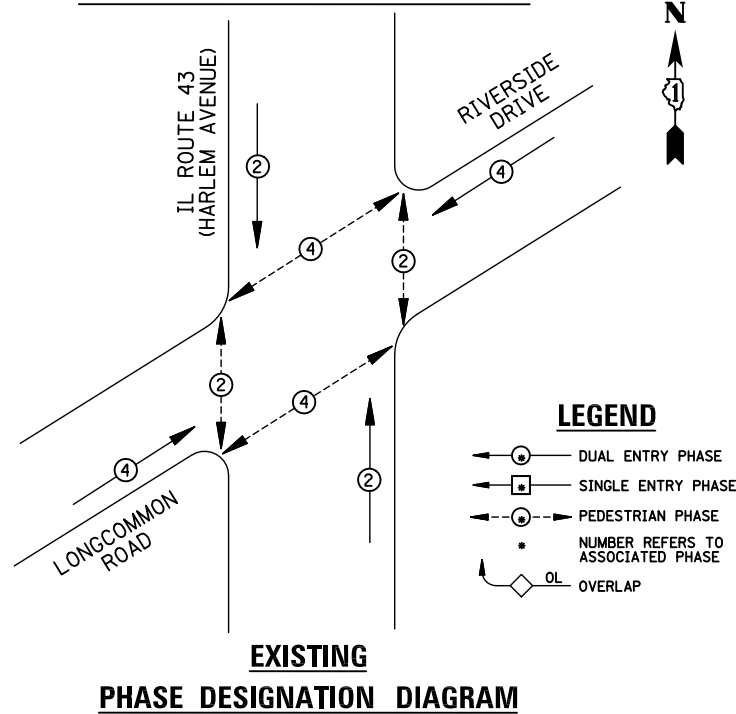 N
1
IL ROUTE 43
(HARLEM AVENUE)
RIVERSIDE
DRIVE
2
4
4
2
2
4
4
2
LONGCOMMON
ROAD
LEGEND
* DUAL ENTRY PHASE
* SINGLE ENTRY PHASE
* PEDESTRIAN PHASE
* NUMBER REFERS TO
ASSOCIATED PHASE
OL OVERLAP
EXISTING
PHASE DESIGNATION DIAGRAM